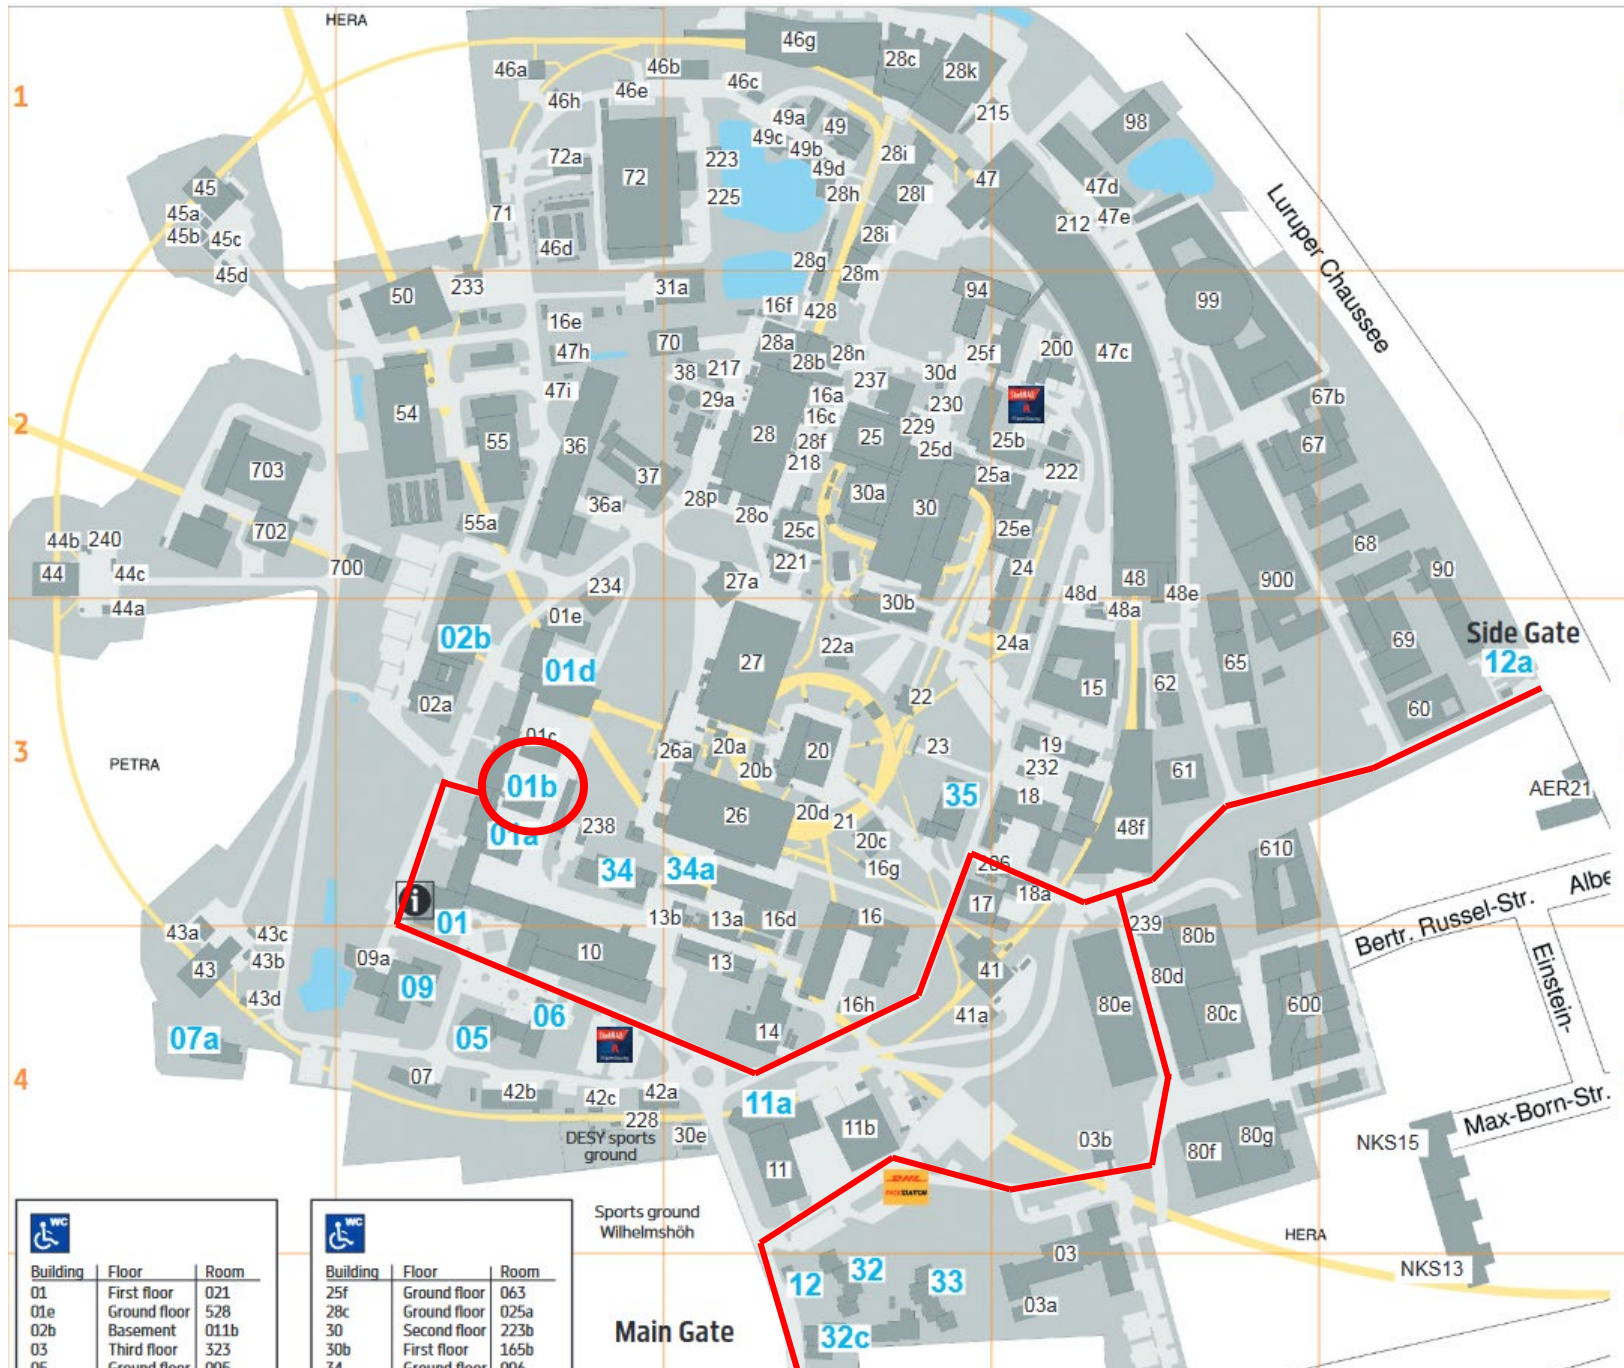 HERA
46g
28c
28k
46a
46b
46c
46e
46h
1
215
98
49a
49
49c
49b
49d
28i
72a
223
72
225
28h
28l
47
47d
45
47e
212
Luruper Chaussee
45a
45b
45c
71
46d
28i
45d
28g
28m
50
233
31a
94
99
16f
428
16e
70
28a
28n
47h
28b
25f
200
47c
38
217
237
30d
47i
29a
16a
230
67b
2
54
16c
229
55
36
28
28f
25
25d
25b
67
218
222
703
37
25a
28p
30a
30
36a
28o
55a
25c
25e
702
44b
240
68
44
44c
700
221
24
90
234
27a
48
900
48d
48e
44a
01e
30b
48a
Side Gate
02b
24a
12a
22a
69
01d
27
65
15
62
02a
22
60
01c
3
26a
20a
20
23
19
PETRA
20b
232
61
01b
35
18
AER21
238
26
20d
21
48f
01a
20c
610
34
34a
16g
206
Albe
18a
Bertr. Russel-Str.
i
01
13b
13a
16d
16
17
239
43a
43c
80b
09a
10
13
43b
43
41
80d
Einstein-
09
43d
16h
80e
600
07a
06
41a
80c
05
14
4
07
42b
42c
42a
11a
228
11b
DESY sports
ground
30e
03b
80g
80f
NKS15
Max-Born-Str.
11
Sports ground
Wilhelmshöh
HERA
03
NKS13
12
32
33
03a
Main Gate
32c
WC
Building Floor Room
01 First floor 021
01e Ground floor 528
02b Basement 011b
03 Third floor 323
WC
Building Floor Room
25f Ground floor 063
28c Ground floor 025a
30 Second floor 223b
30b First floor 165b